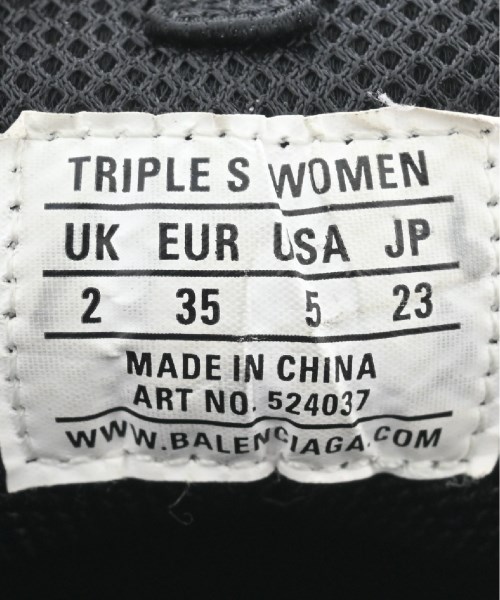 TRIPLE S WOMEN
UK EUR USA JP
2 35 5 23
MADE IN CHINA
ART NO. 524037
WWW.BALENCIAGA.COM